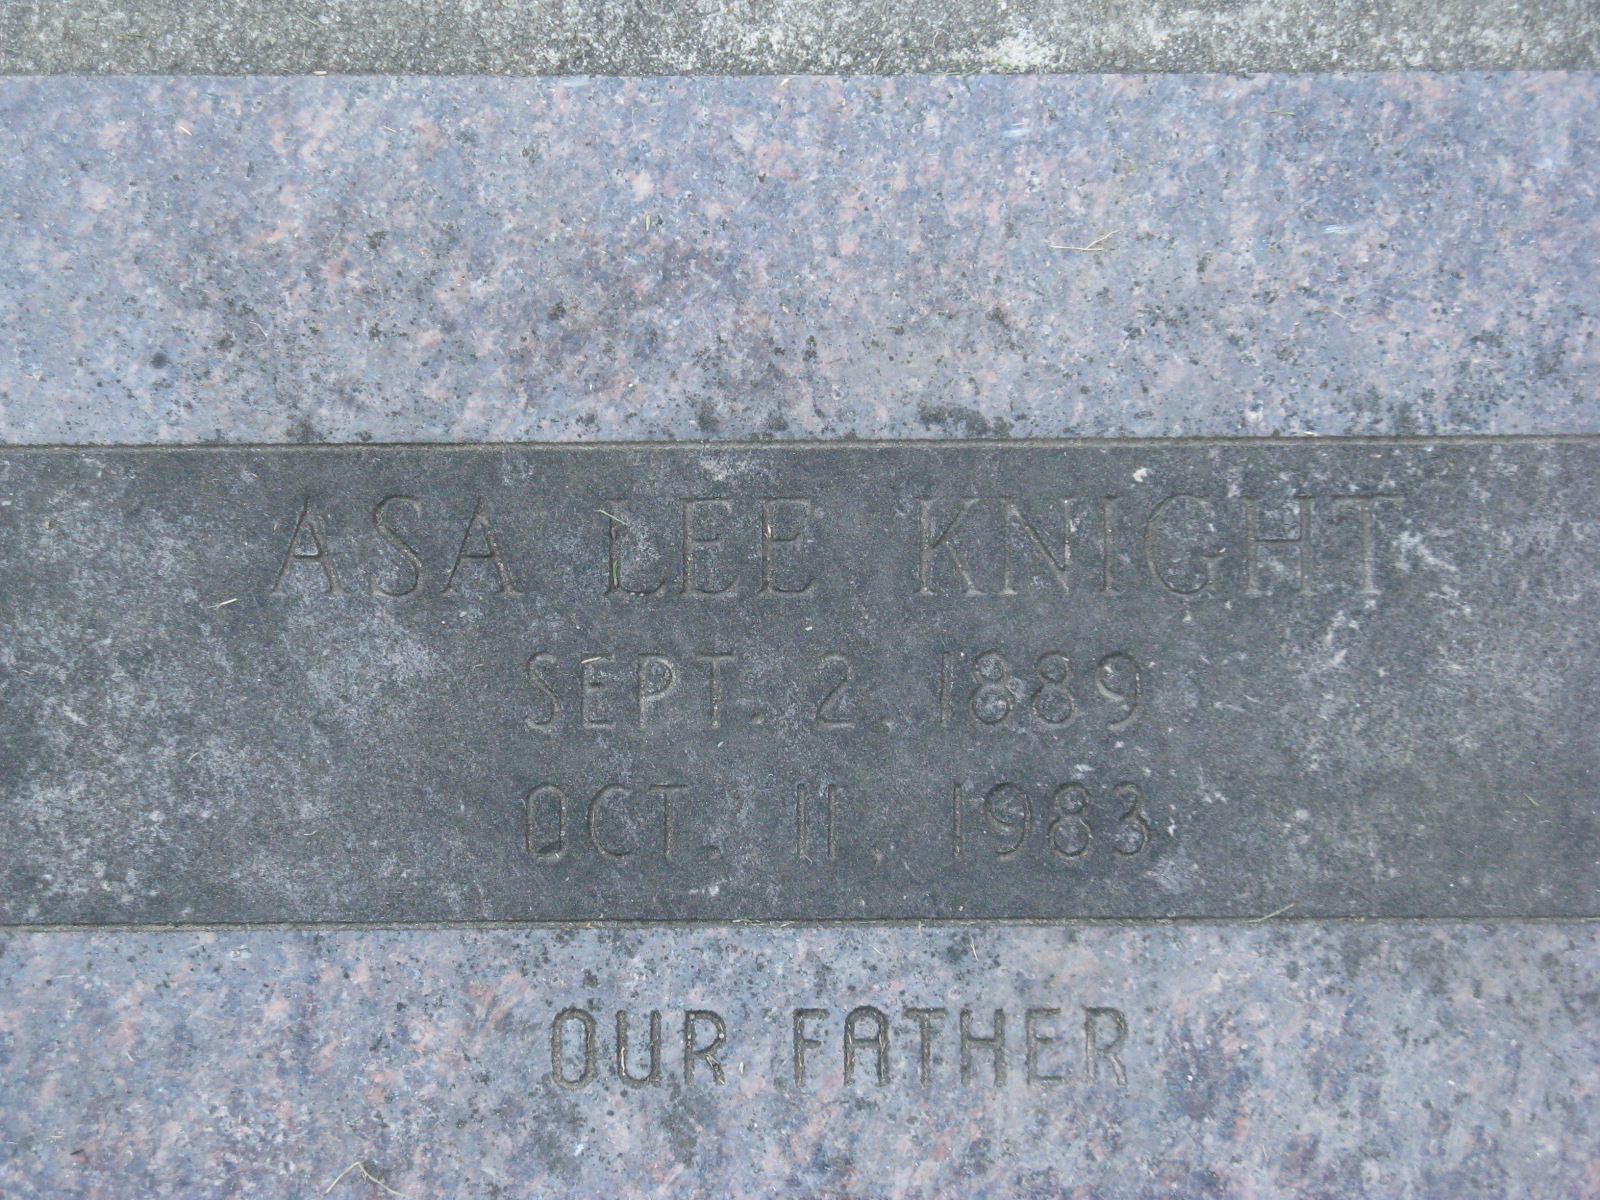 ASA LEE KNIGHT
SEPT. 2, 1889
OCT. 11, 1983
OUR FATHER